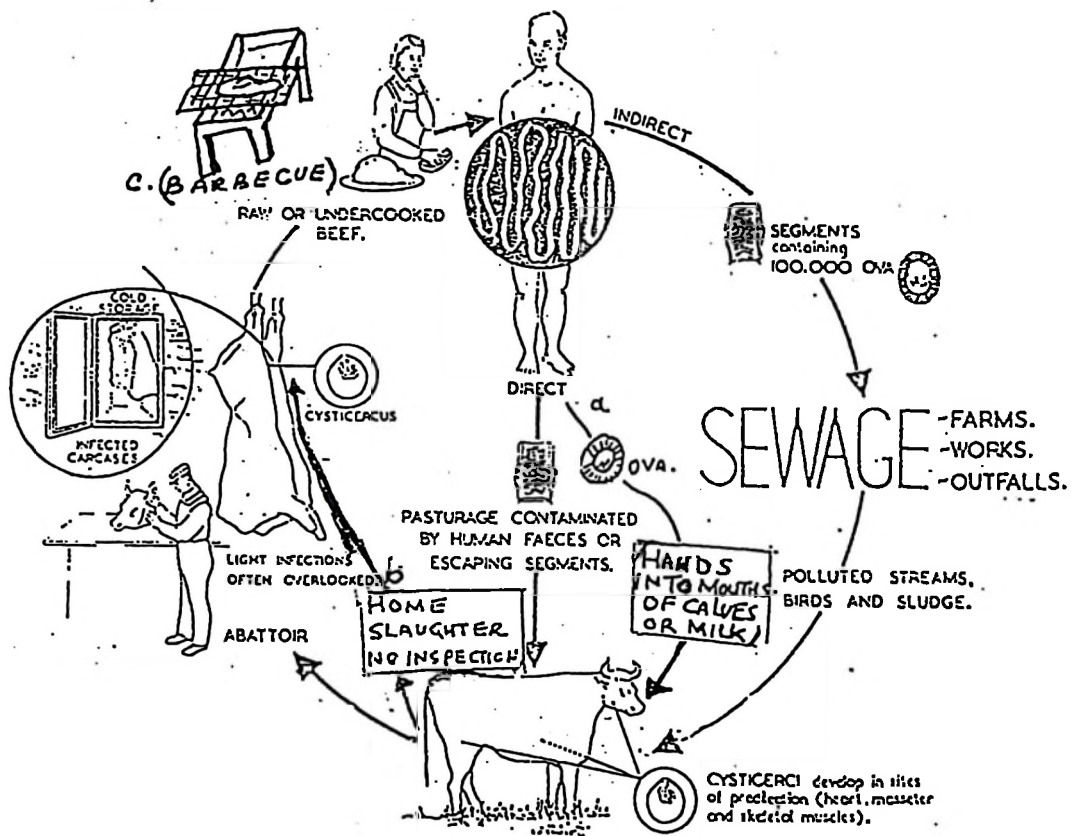 C. (BARBECUE)
RAW OR UNDERCOOKED
BEEF.
INDIRECT
SEGMENTS
containing
100.000 OVA
COLD
STORAGE
INFECTED
CARCASES
CYSTICERCUS
DIRECT
a
OVA.
SEWAGE
-FARMS.
-WORKS.
-OUTFALLS.
PASTURAGE CONTAMINATED
BY HUMAN FAECES OR
ESCAPING SEGMENTS.
HANDS
INTO MOUTHS
OF CALVES
OR MILK)
POLLUTED STREAMS,
BIRDS AND SLUDGE.
LIGHT INFECTIONS
OFTEN OVERLOOKED
b
HOME
SLAUGHTER
NO INSPECTION
ABATTOIR
CYSTICERCI develop in sites
of predilection (heart, masseter
and skeletal muscles).